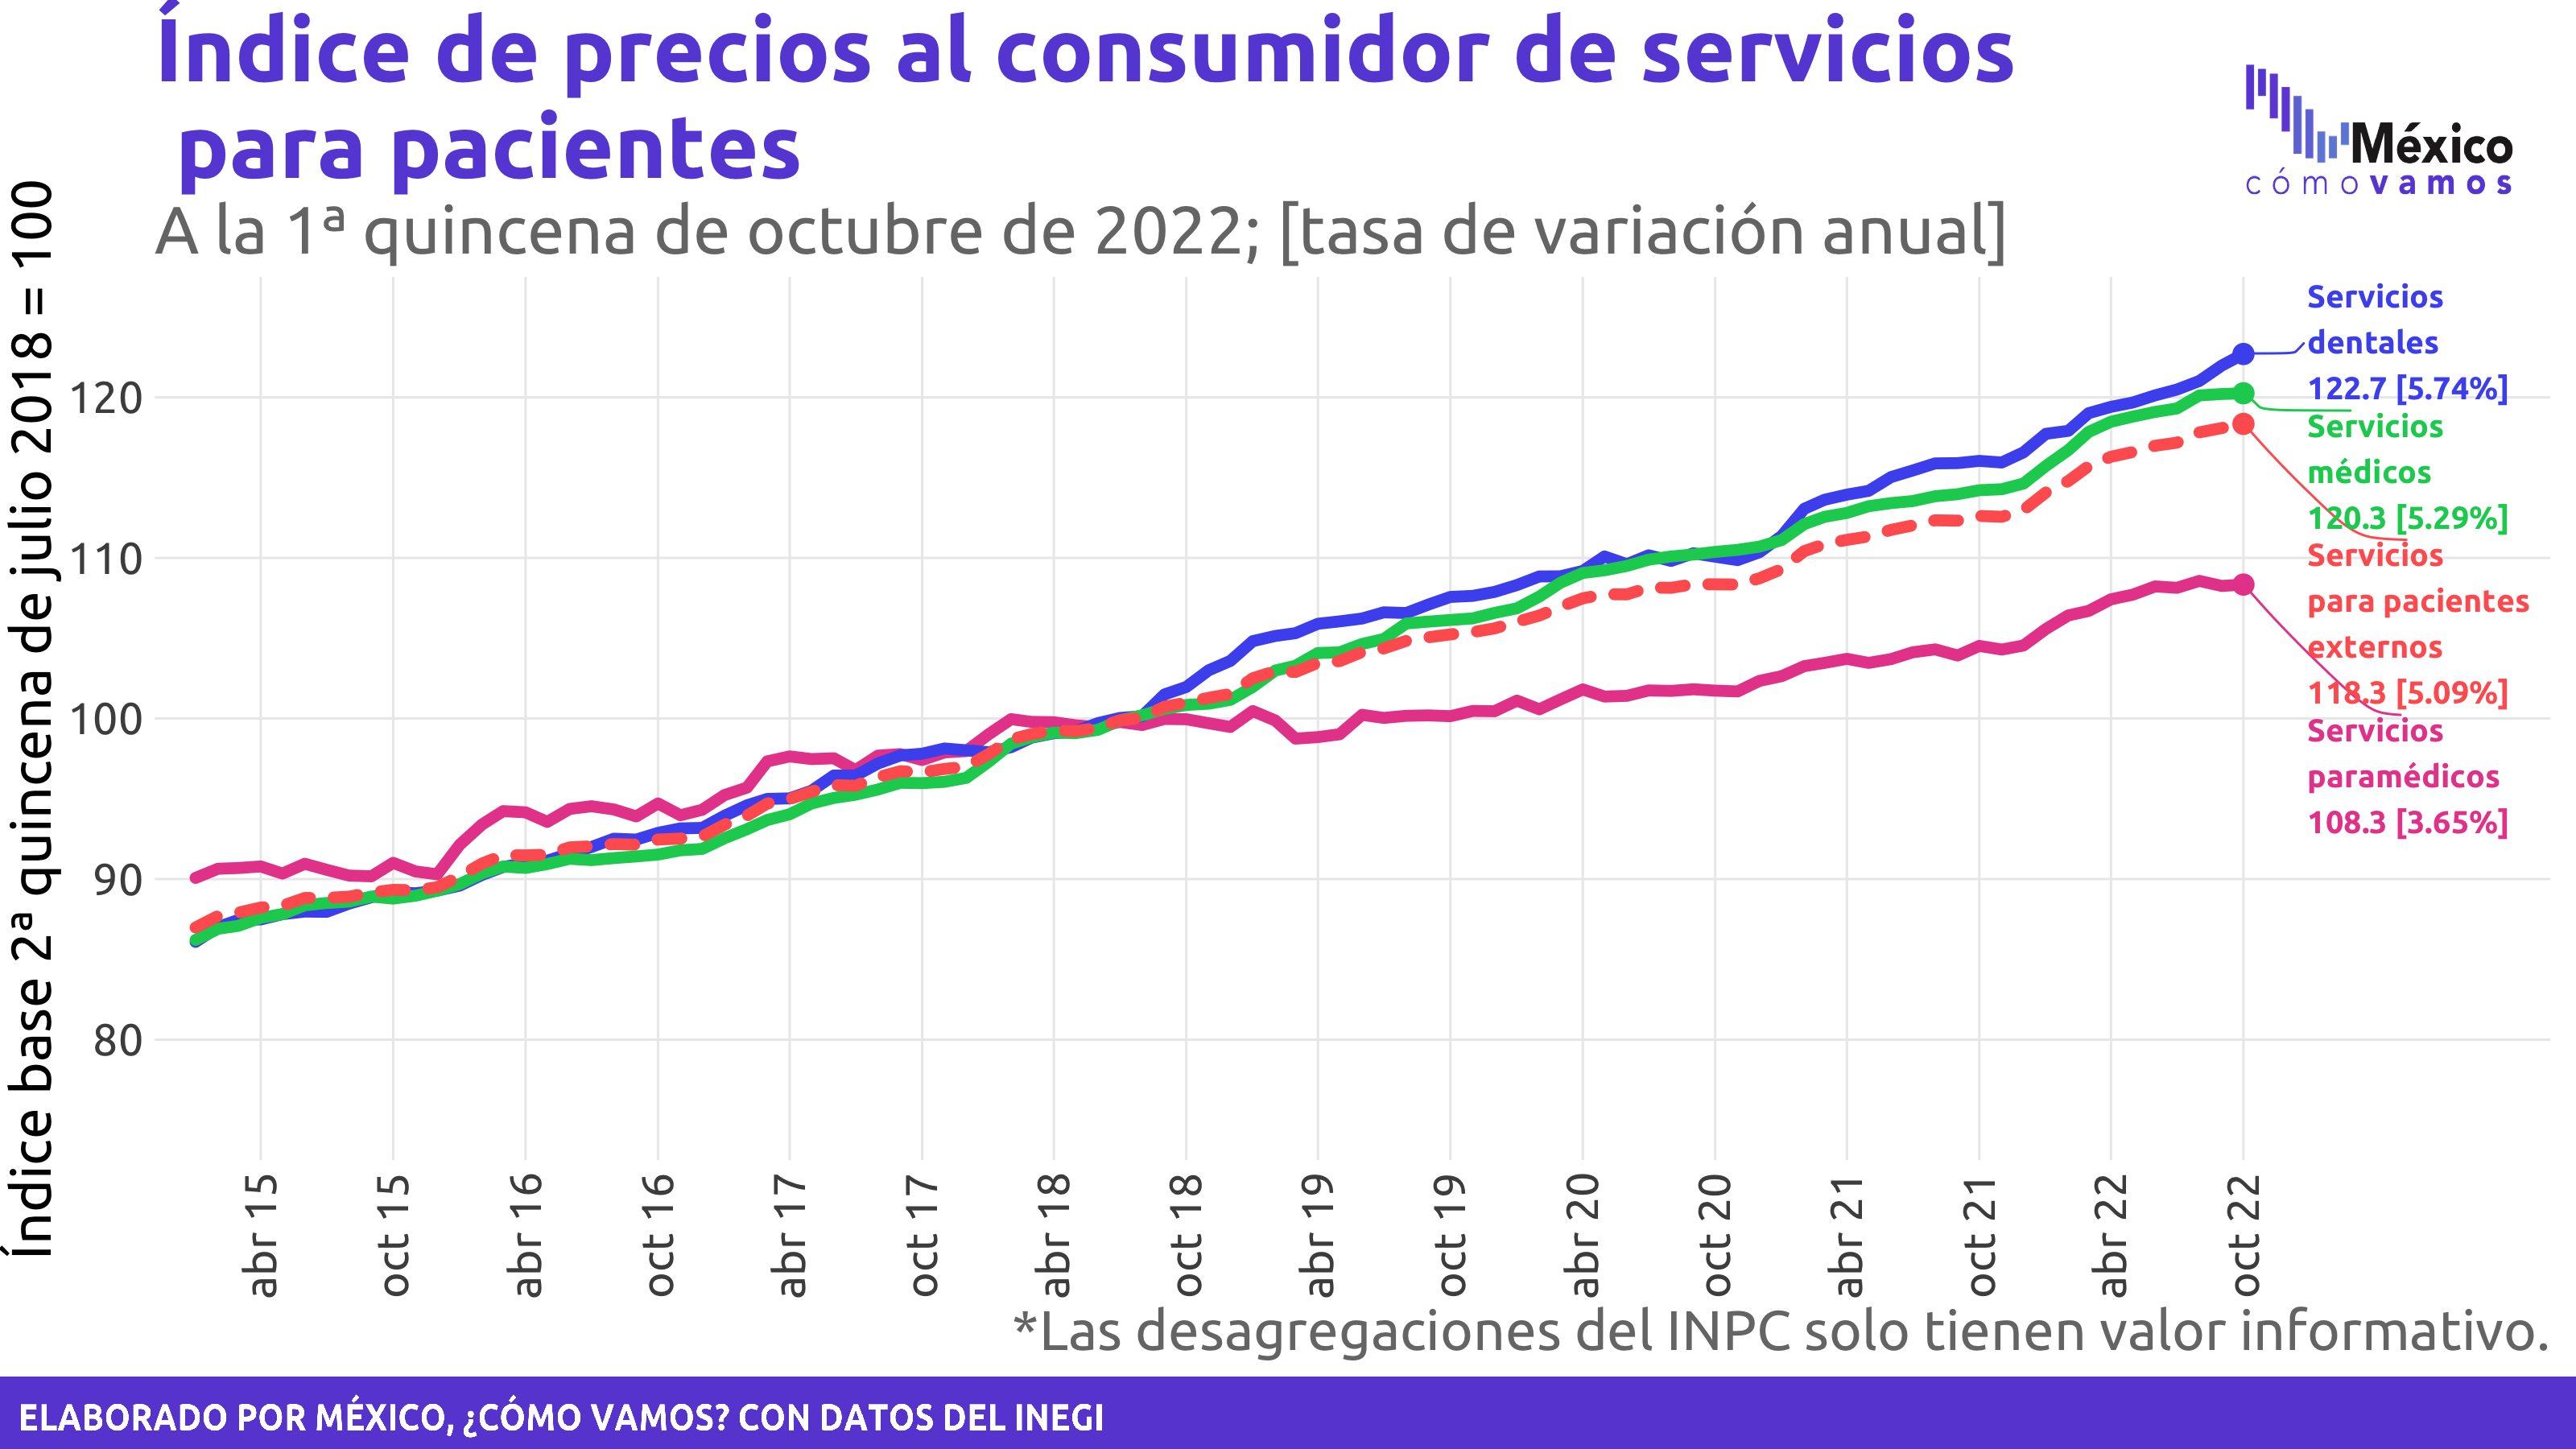 Índice de precios al consumidor de servicios
para pacientes
México
cómo vamos
A la 1ª quincena de octubre de 2022; [tasa de variación anual]
Índice base 2ª quincena de julio 2018 = 100
120
110
100
90
80
Servicios
dentales
122.7 [5.74%]
Servicios
médicos
120.3 [5.29%]
Servicios
para pacientes
externos
118.3 [5.09%]
Servicios
paramédicos
108.3 [3.65%]
abr 15
oct 15
abr 16
oct 16
abr 17
oct 17
abr 18
oct 18
abr 19
oct 19
abr 20
oct 20
abr 21
oct 21
abr 22
oct 22
*Las desagregaciones del INPC solo tienen valor informativo.
ELABORADO POR MÉXICO, ¿CÓMO VAMOS? CON DATOS DEL INEGI